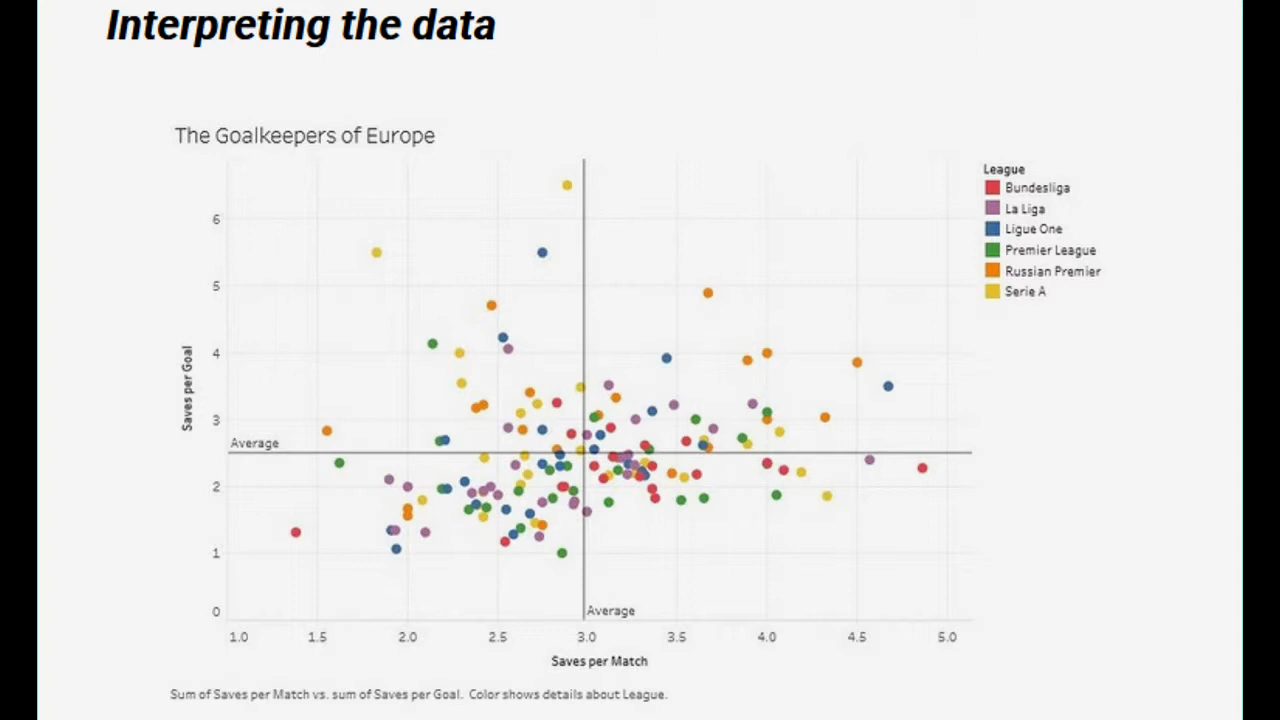 Interpreting the data
The Goalkeepers of Europe
League
Bundesliga
La Liga
Ligue One
Premier League
Russian Premier
Serie A
6
5
4
3
2
1
0
Saves per Goal
Average
Average
1.0 1.5 2.0 2.5 3.0 3.5 4.0 4.5 5.0
Saves per Match
Sum of Saves per Match vs. sum of Saves per Goal. Color shows details about League.